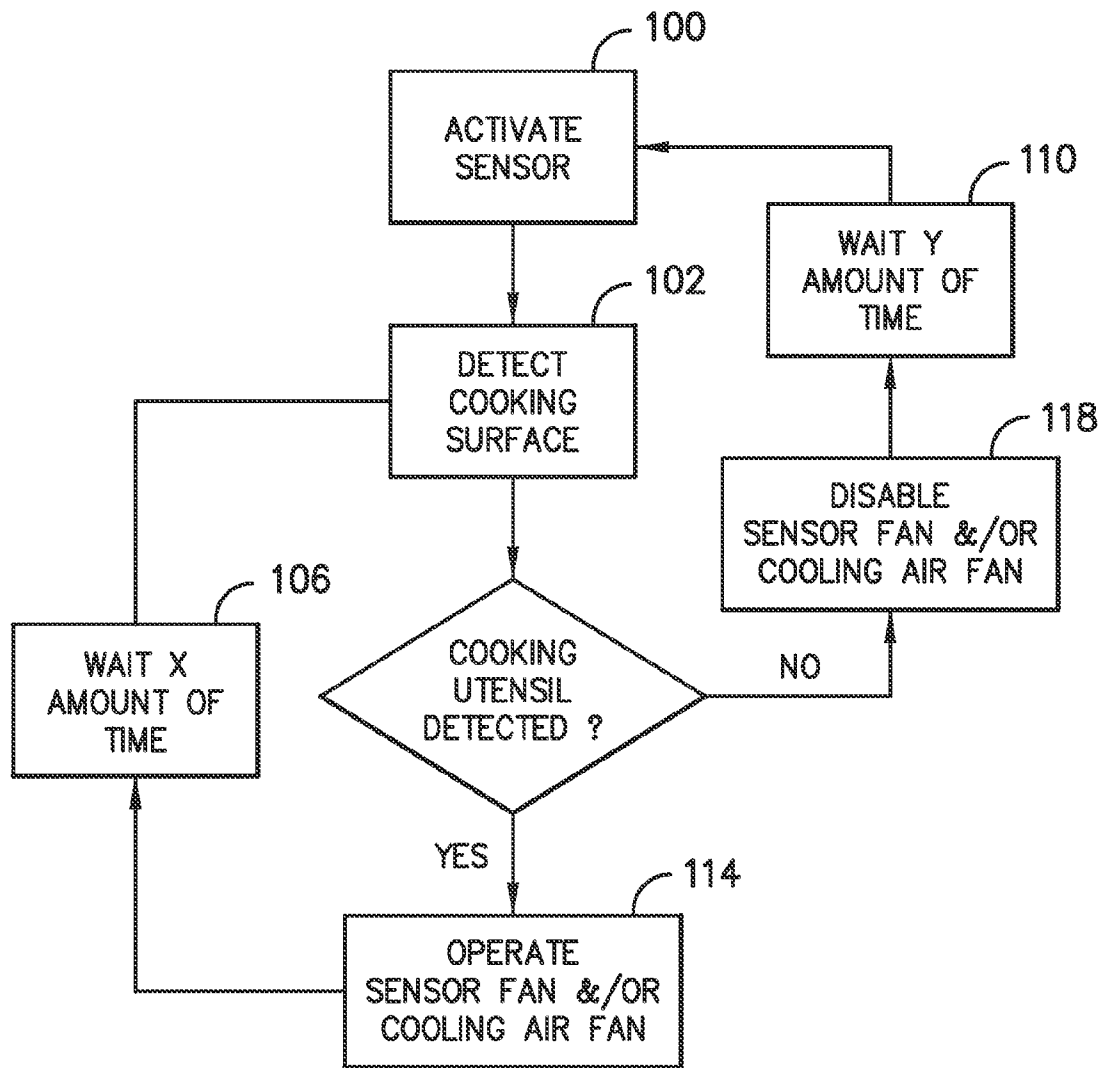 100
ACTIVATE
SENSOR
110
WAIT Y
AMOUNT OF
TIME
102
DETECT
COOKING
SURFACE
118
DISABLE
SENSOR FAN &/OR
COOLING AIR FAN
106
WAIT X
AMOUNT OF
TIME
COOKING
UTENSIL
DETECTED ?
NO
YES
114
OPERATE
SENSOR FAN &/OR
COOLING AIR FAN